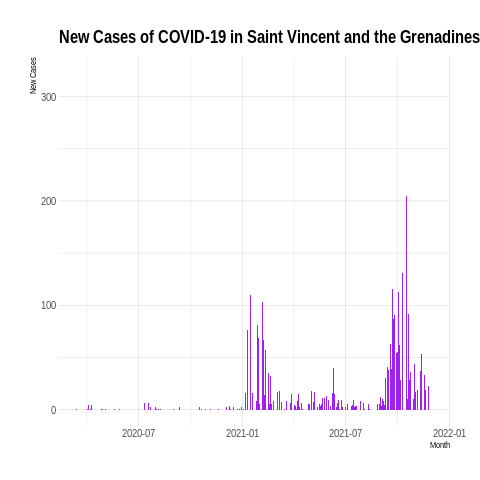 New Cases of COVID-19 in Saint Vincent and the Grenadines
New Cases
300
200
100
0
2020-07
2021-01
2021-07
2022-01
Month